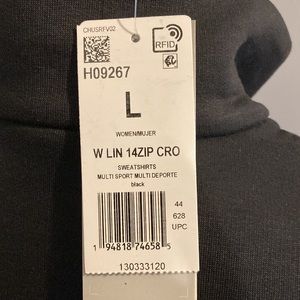 CHUSRFV02
RFID
H09267
L
WOMEN/MUJER
W LIN 14ZIP CRO
SWEATSHIRTS
MULTI SPORT MULTI DEPORTE
black
44
628
UPC
1 94818 74658 5
130333120